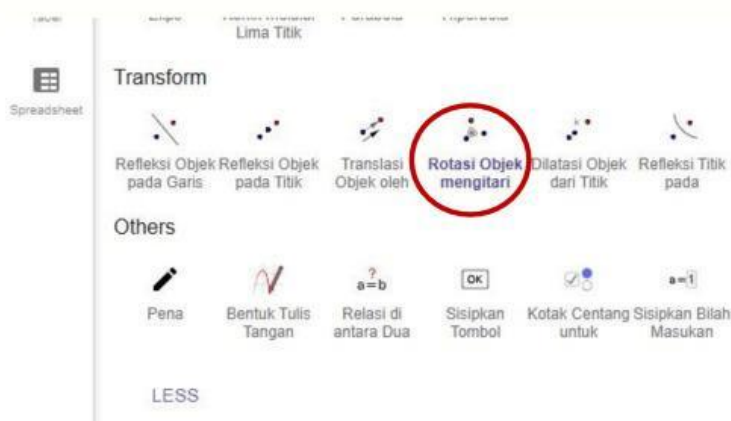 Lima Titik
Spreadsheet
Transform
Refleksi Objek pada Garis
Refleksi Objek pada Titik
Translasi Objek oleh
Rotasi Objek mengitari
Dilatasi Objek dari Titik
Refleksi Titik pada
Others
Pena
Bentuk Tulis Tangan
a ?= b
Relasi di antara Dua
OK
Sisipkan Tombol
Kotak Centang untuk
a=1
Sisipkan Bilah Masukan
LESS